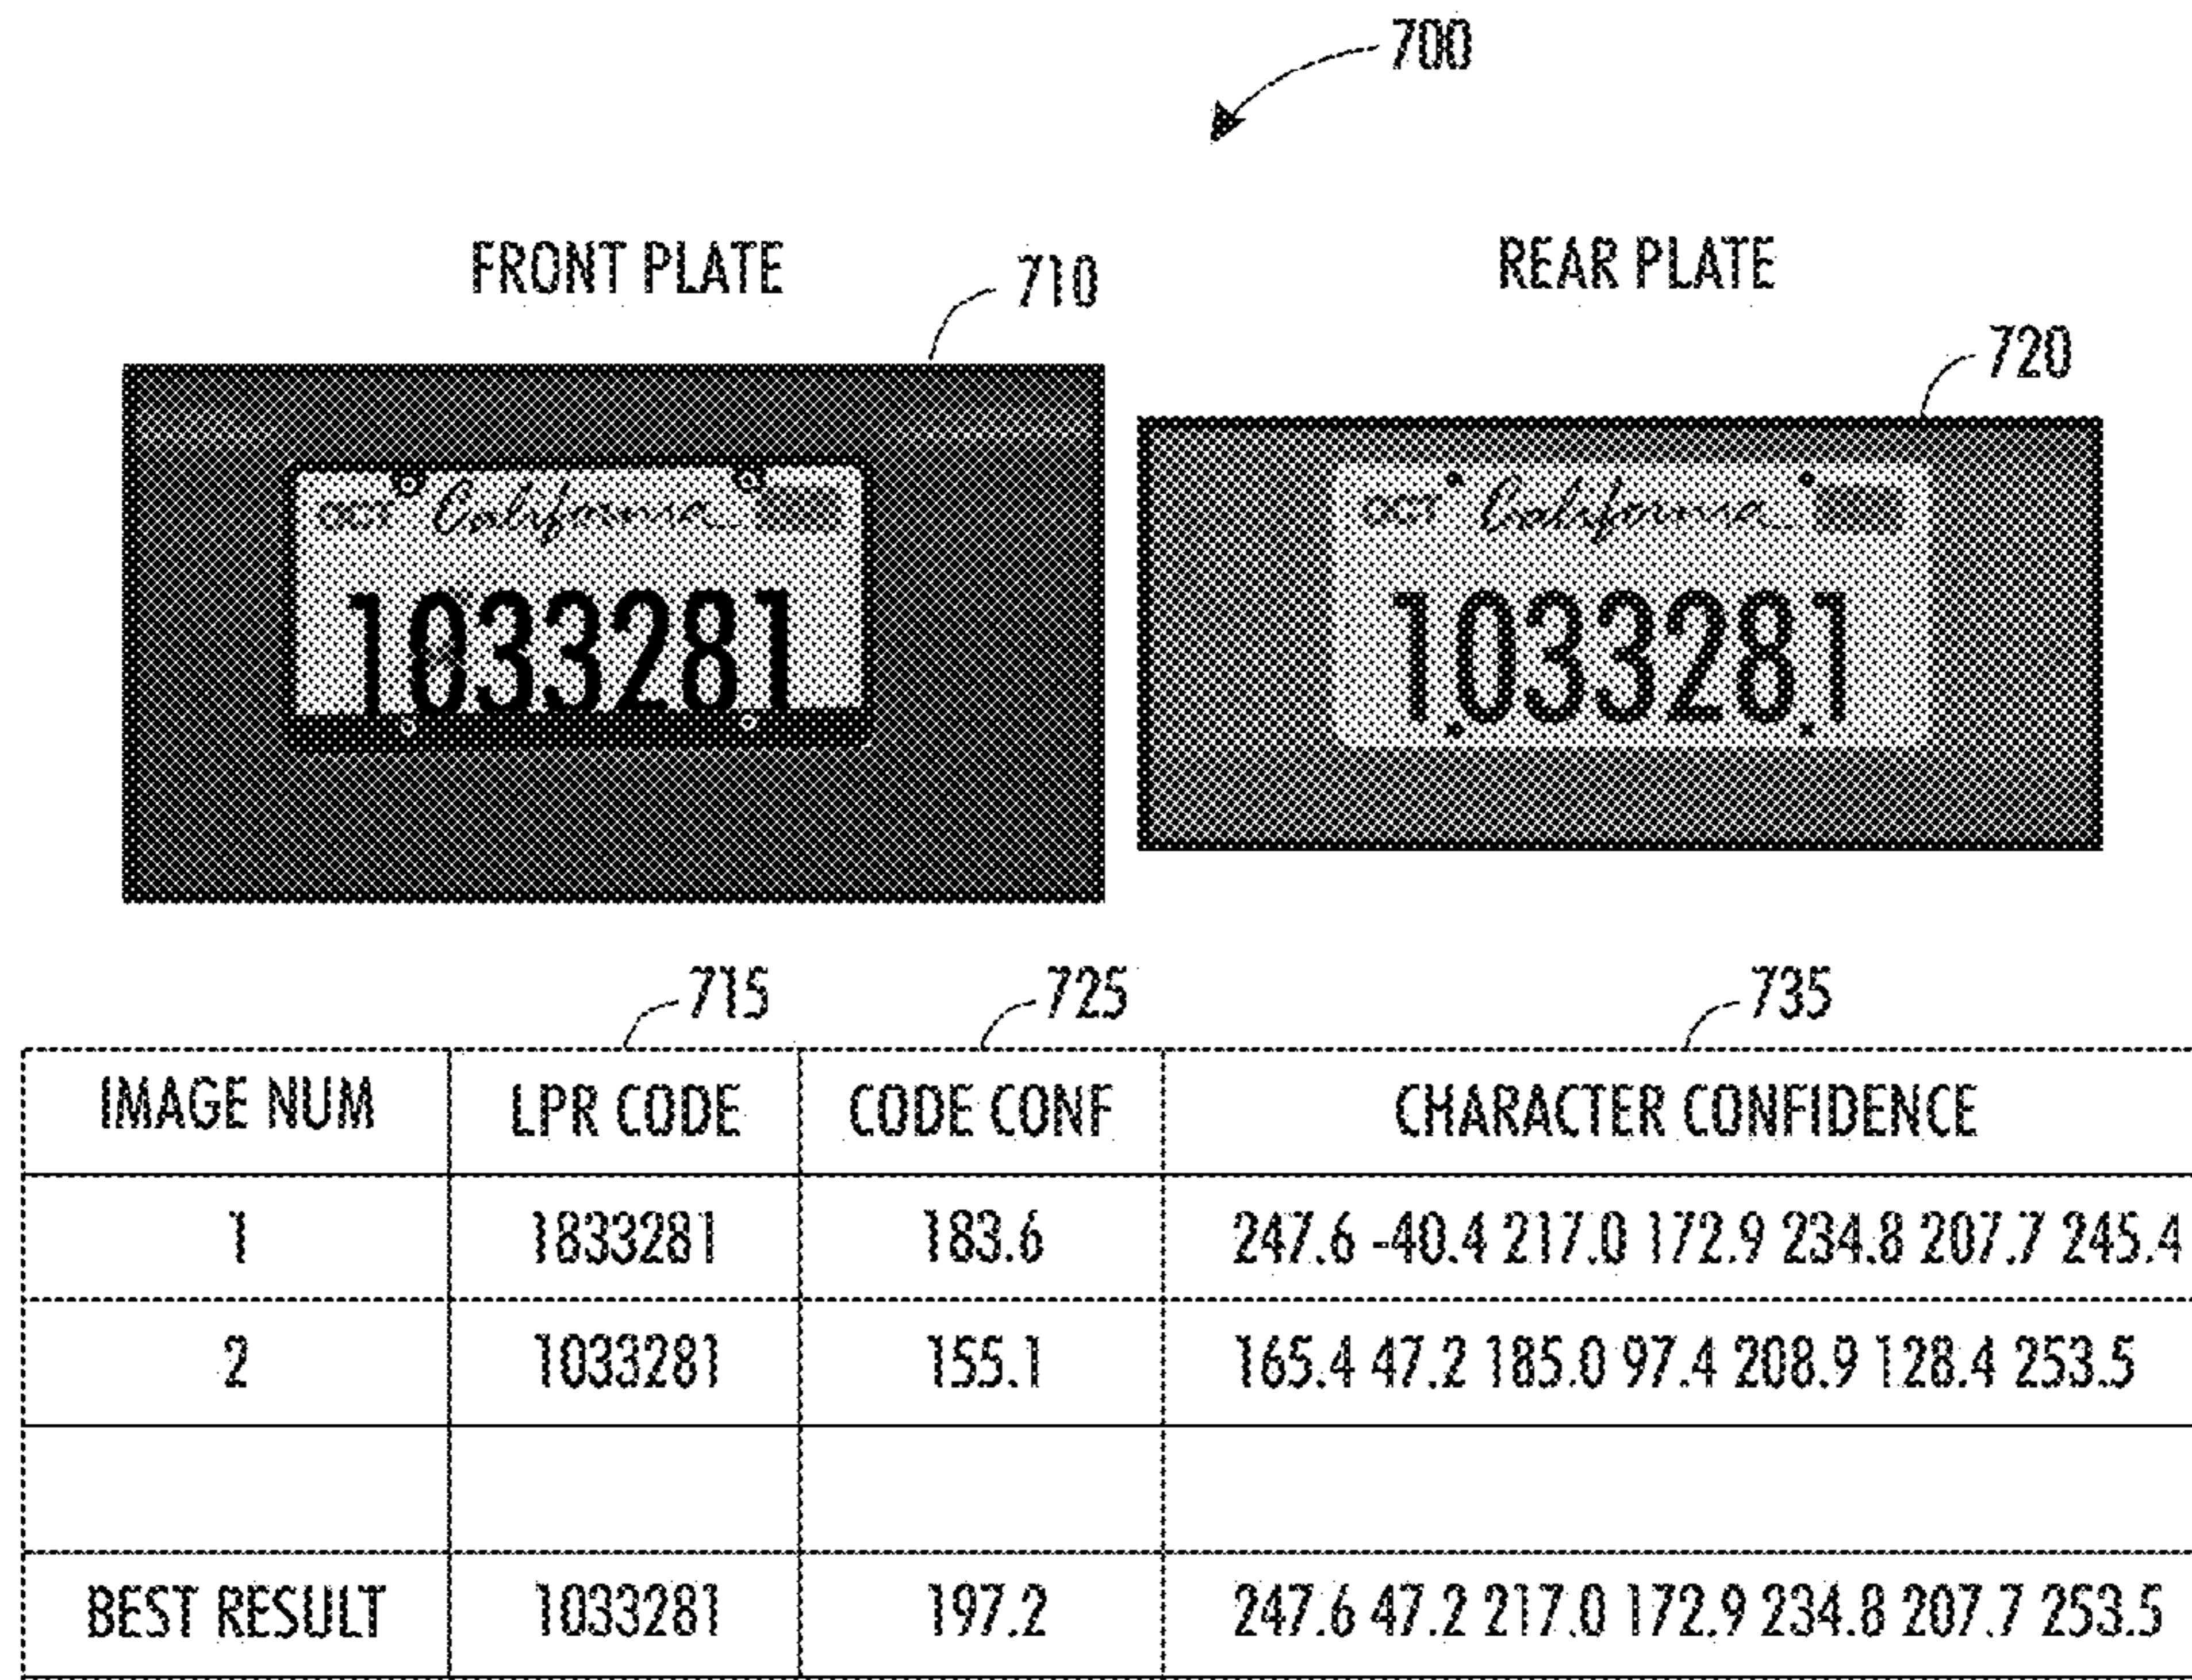 700
FRONT PLATE
710
REAR PLATE
720
OCT California
1033281
OCT California
1033281
715
725
735
IMAGE NUM LPR CODE CODE CONF CHARACTER CONFIDENCE
1 1833281 183.6 247.6 -40.4 217.0 172.9 234.8 207.7 245.4
2 1033281 155.1 165.4 47.2 185.0 97.4 208.9 128.4 253.5
BEST RESULT 1033281 197.2 247.6 47.2 217.0 172.9 234.8 207.7 253.5